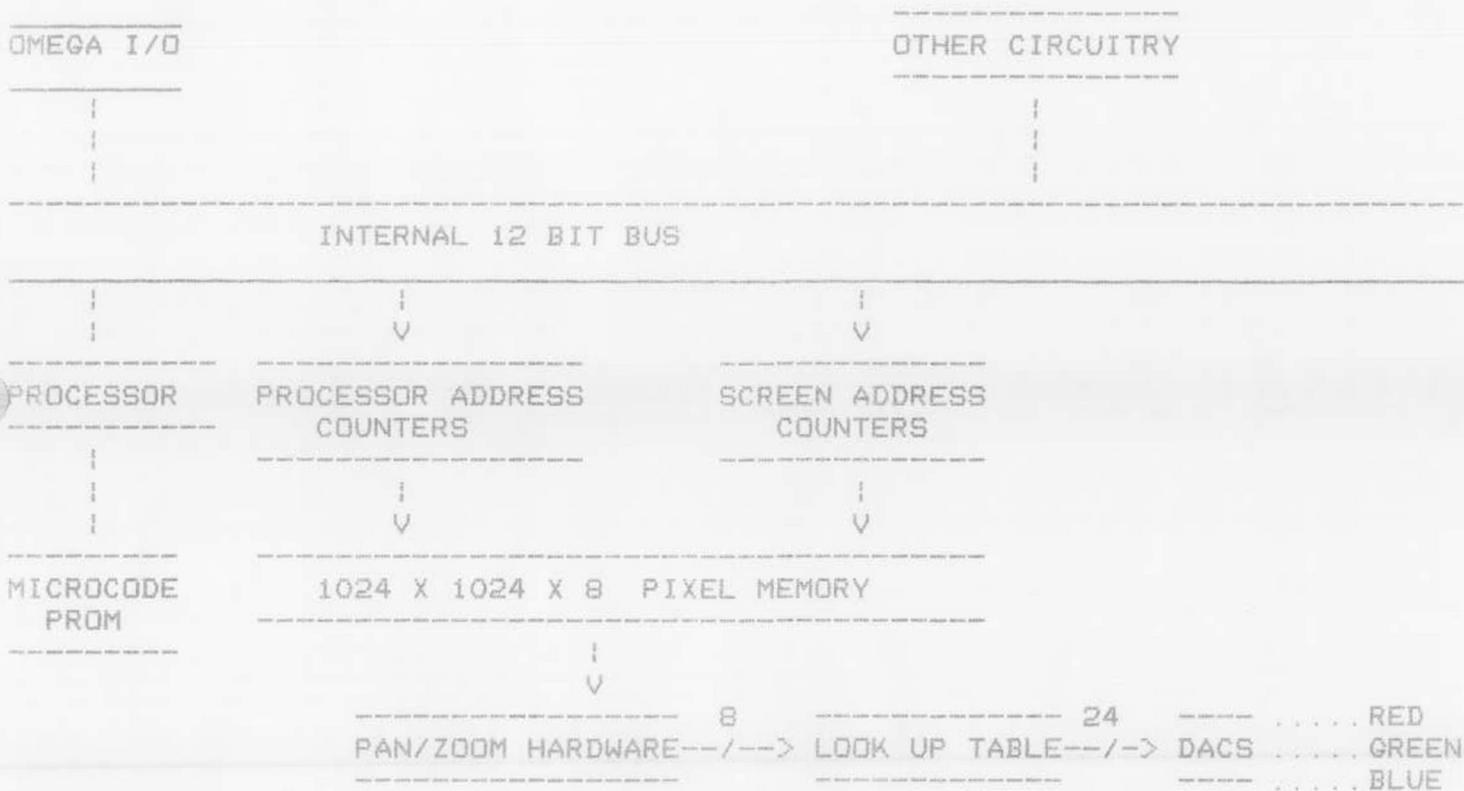 OMEGA I/O OTHER CIRCUITRY
INTERNAL 12 BIT BUS
PROCESSOR PROCESSOR ADDRESS SCREEN ADDRESS
COUNTERS COUNTERS
MICROCODE 1024 X 1024 X 8 PIXEL MEMORY
PROM
8 24 ..... RED
PAN/ZOOM HARDWARE--/--> LOOK UP TABLE--/-> DACS ..... GREEN
..... BLUE